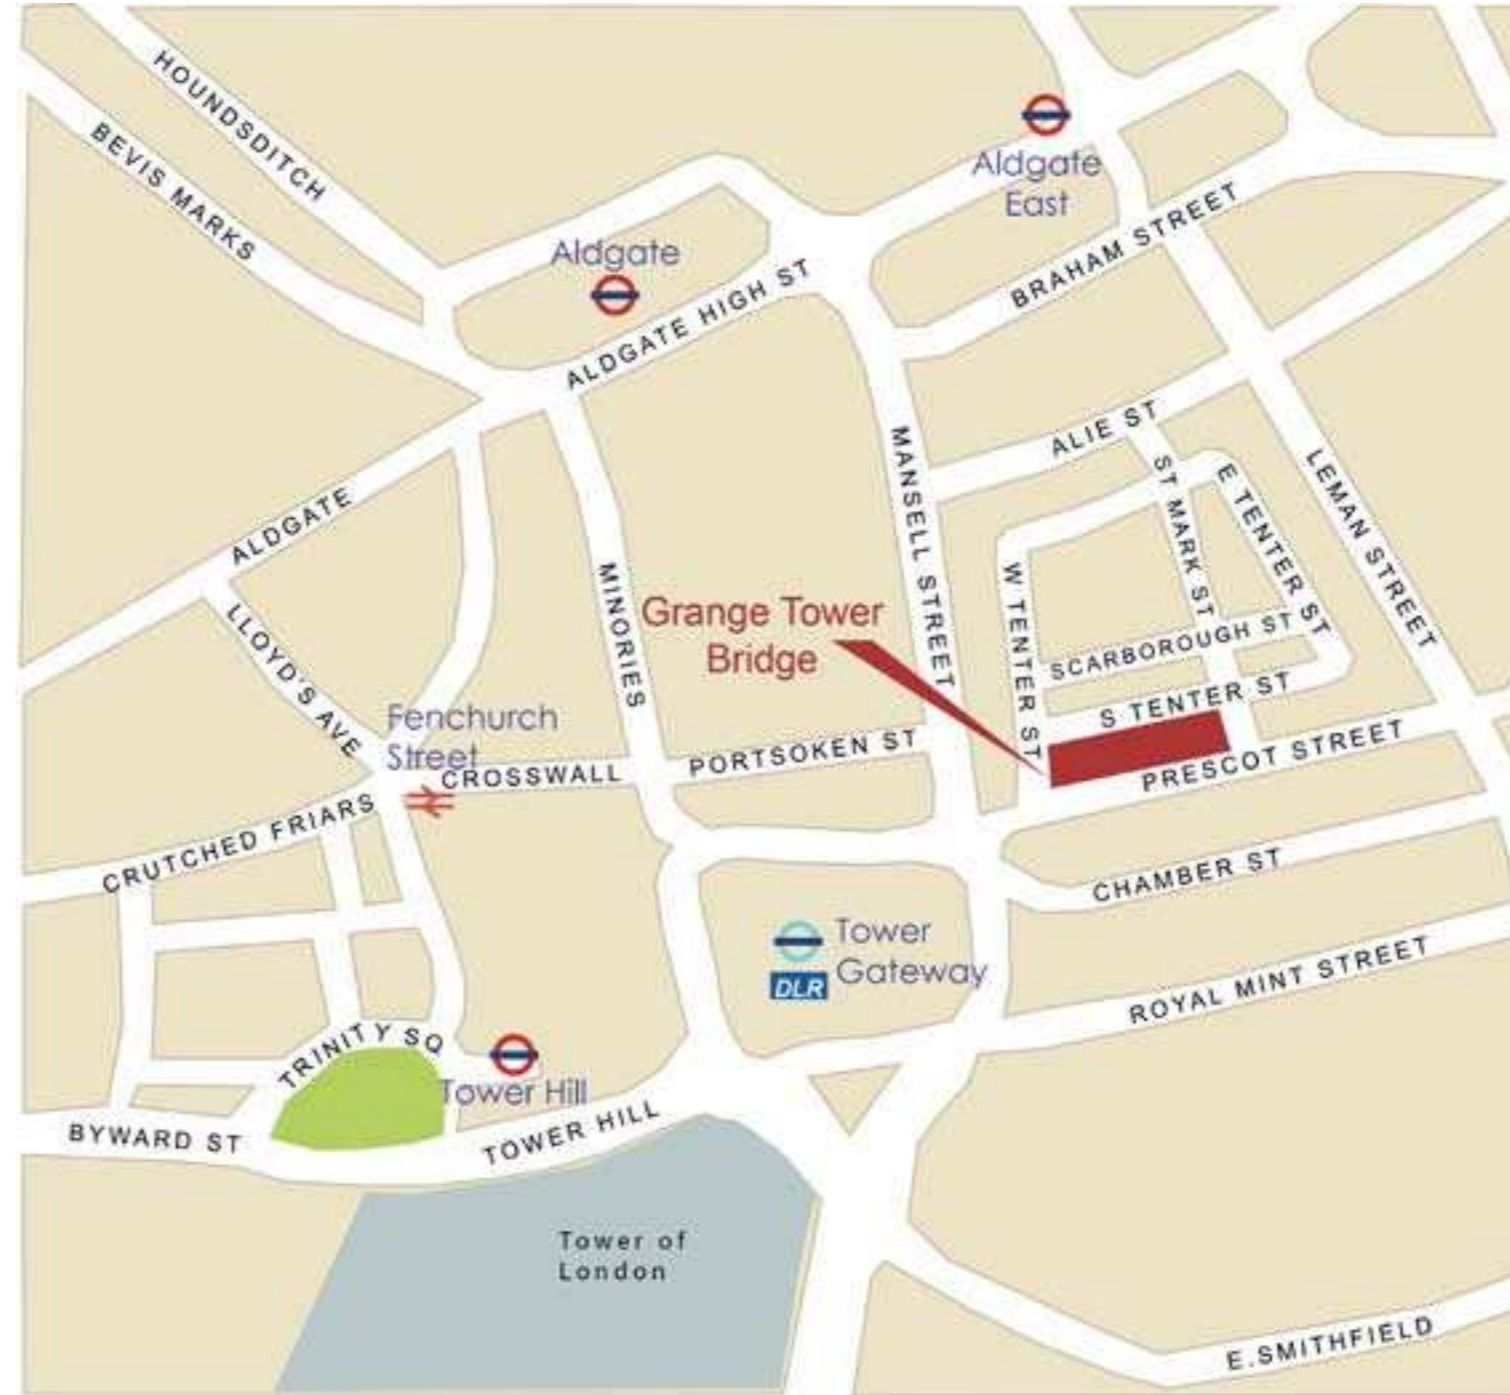 HOUNDSDITCH
BEVIS MARKS
Aldgate
East
Aldgate
BRAHAM STREET
ALDGATE HIGH ST
ALIE ST
MANSELL STREET
ST MARK ST
E TENTER ST
LEMAN STREET
ALDGATE
MINORIES
W TENTER ST
LLOYD'S AVE
Grange Tower
Bridge
SCARBOROUGH ST
S TENTER ST
Fenchurch
Street
CROSSWALL
PORTSOKEN ST
PRESCOT STREET
CRUTCHED FRIARS
CHAMBER ST
Tower
Gateway
DLR
ROYAL MINT STREET
TRINITY SQ
Tower Hill
BYWARD ST
TOWER HILL
Tower of
London
E.SMITHFIELD